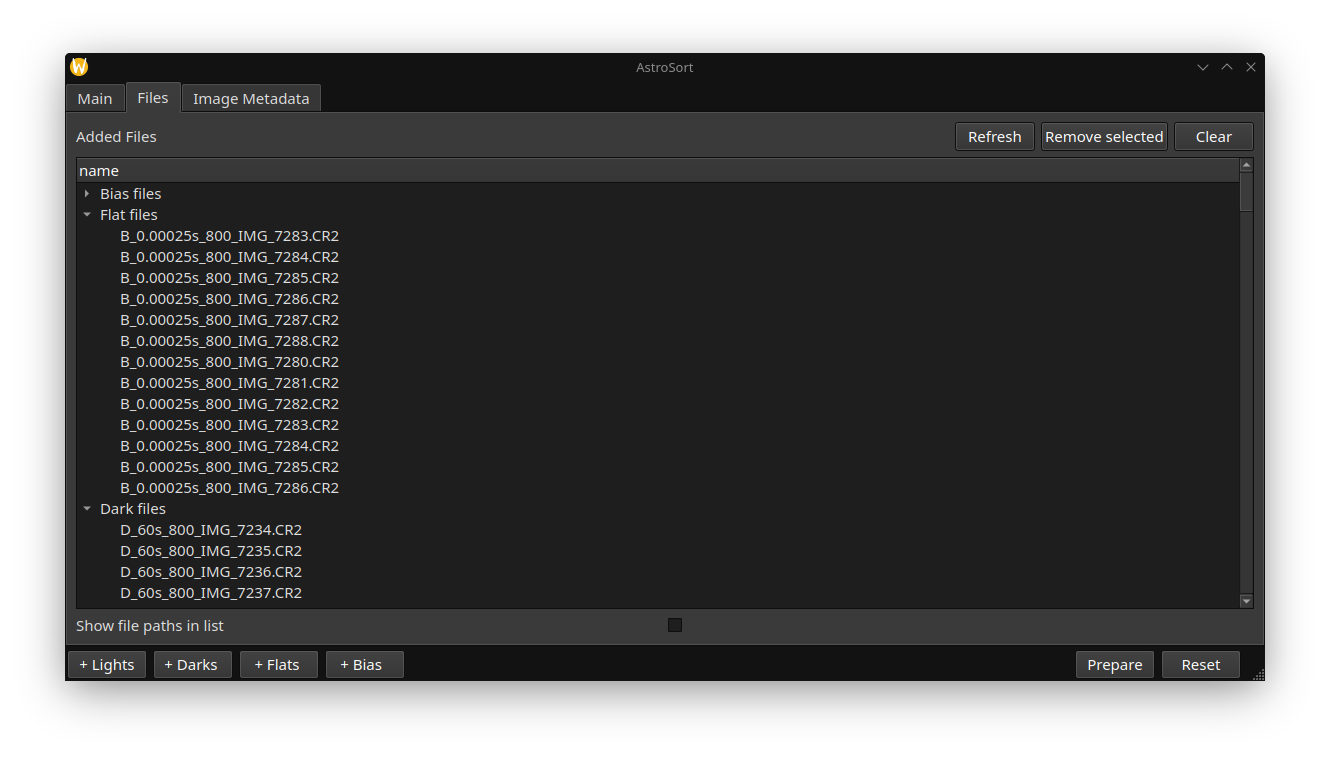 AstroSort
Main Files Image Metadata
Added Files Refresh Remove selected Clear
name
Bias files
Flat files
B_0.00025s_800_IMG_7283.CR2
B_0.00025s_800_IMG_7284.CR2
B_0.00025s_800_IMG_7285.CR2
B_0.00025s_800_IMG_7286.CR2
B_0.00025s_800_IMG_7287.CR2
B_0.00025s_800_IMG_7288.CR2
B_0.00025s_800_IMG_7280.CR2
B_0.00025s_800_IMG_7281.CR2
B_0.00025s_800_IMG_7282.CR2
B_0.00025s_800_IMG_7283.CR2
B_0.00025s_800_IMG_7284.CR2
B_0.00025s_800_IMG_7285.CR2
B_0.00025s_800_IMG_7286.CR2
Dark files
D_60s_800_IMG_7234.CR2
D_60s_800_IMG_7235.CR2
D_60s_800_IMG_7236.CR2
D_60s_800_IMG_7237.CR2
Show file paths in list
+ Lights + Darks + Flats + Bias Prepare Reset